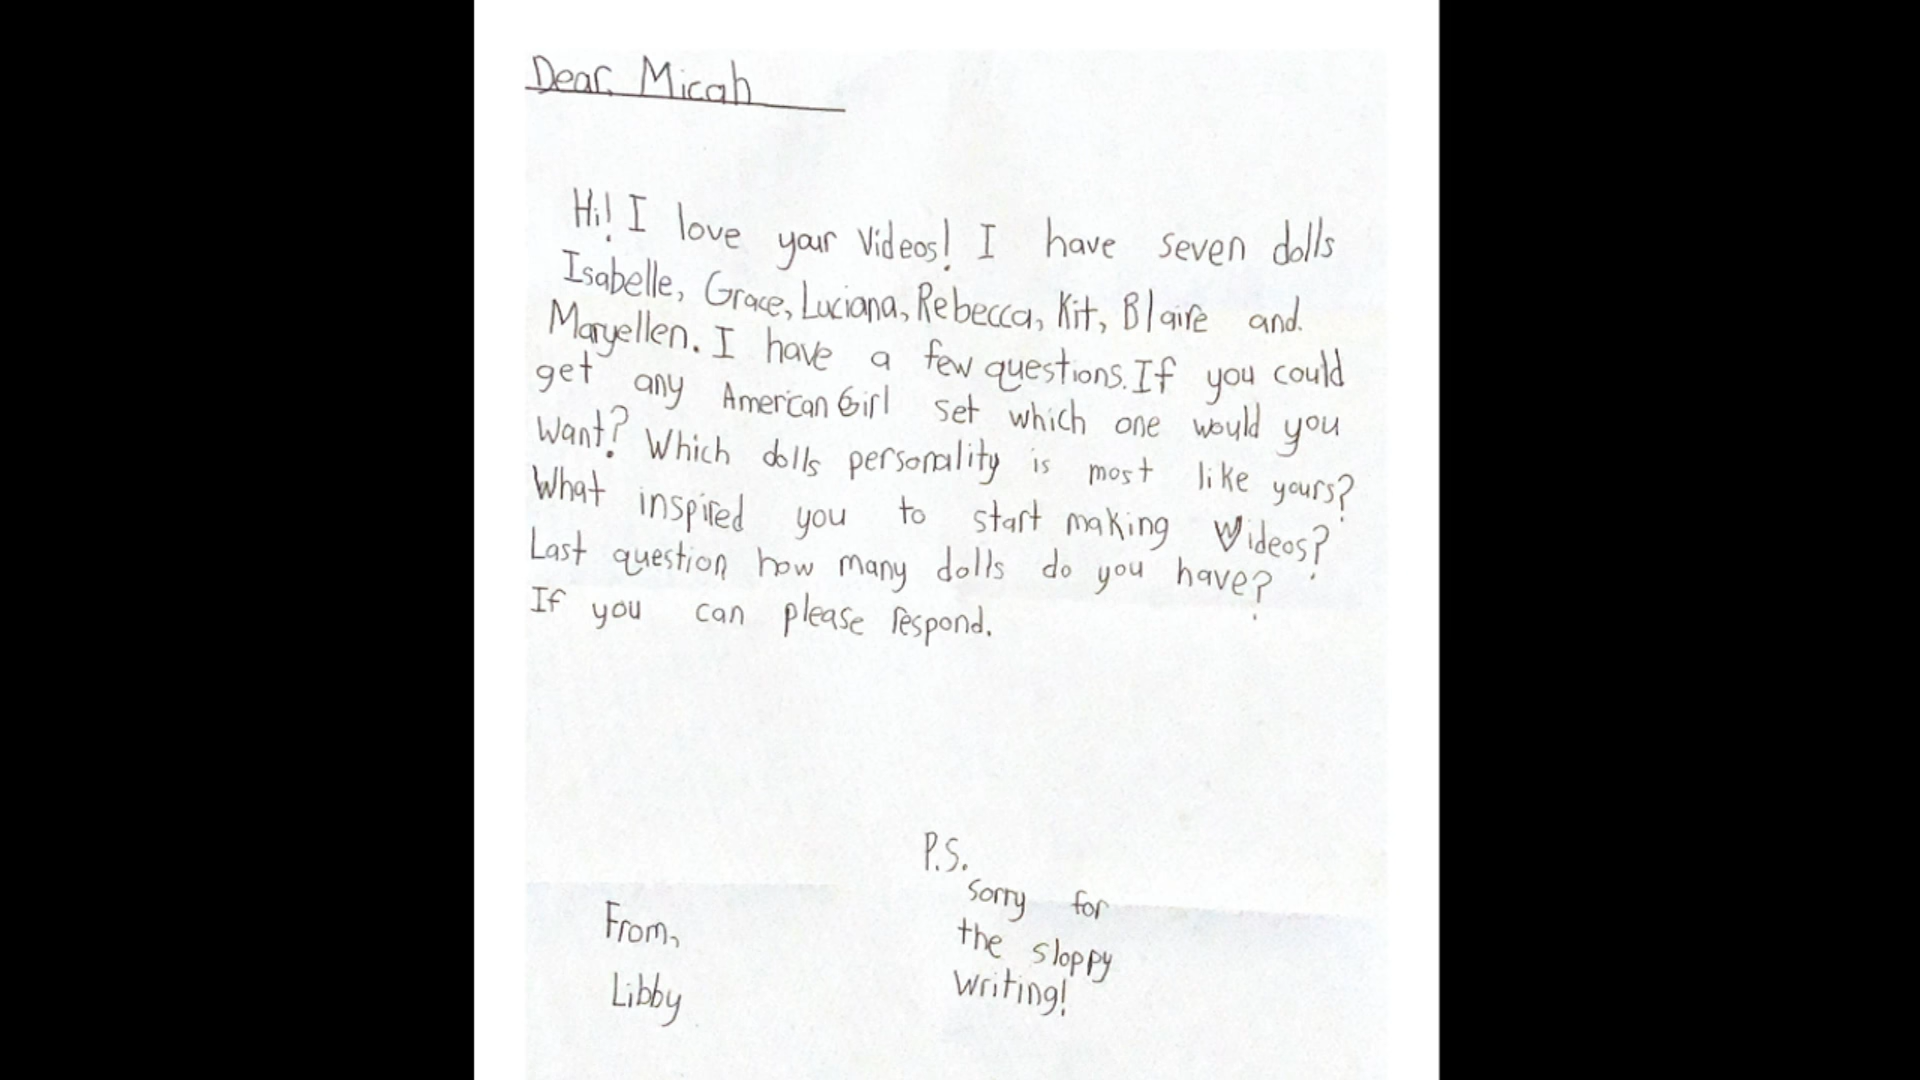 Dear, Micah
Hi! I love your Videos! I have seven dolls
Isabelle, Grace, Luciana, Rebecca, Kit, Blaire and
Maryellen. I have a few questions. If you could
get any American Girl set which one would you
want? Which dolls personality is most like yours?
What inspired you to start making Videos?
Last question how many dolls do you have?
If you can please respond.
P.S.
Sorry for
the sloppy
Writing!
From,
Libby